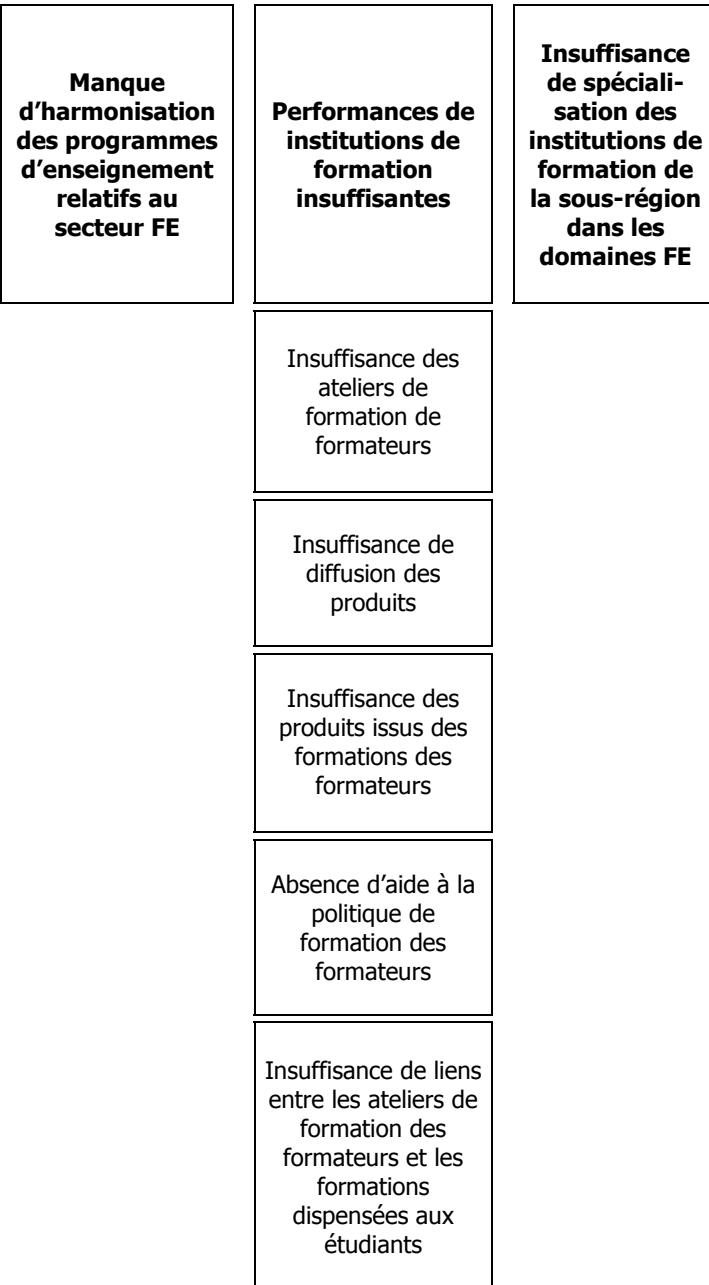 Manque
d’harmonisation
des programmes
d’enseignement
relatifs au
secteur FE
Performances de
institutions de
formation
insuffisantes
Insuffisance
de spéciali-
sation des
institutions de
formation de
la sous-région
dans les
domaines FE
Insuffisance des
ateliers de
formation de
formateurs
Insuffisance de
diffusion des
produits
Insuffisance des
produits issus des
formations des
formateurs
Absence d’aide à la
politique de
formation des
formateurs
Insuffisance de liens
entre les ateliers de
formation des
formateurs et les
formations
dispensées aux
étudiants